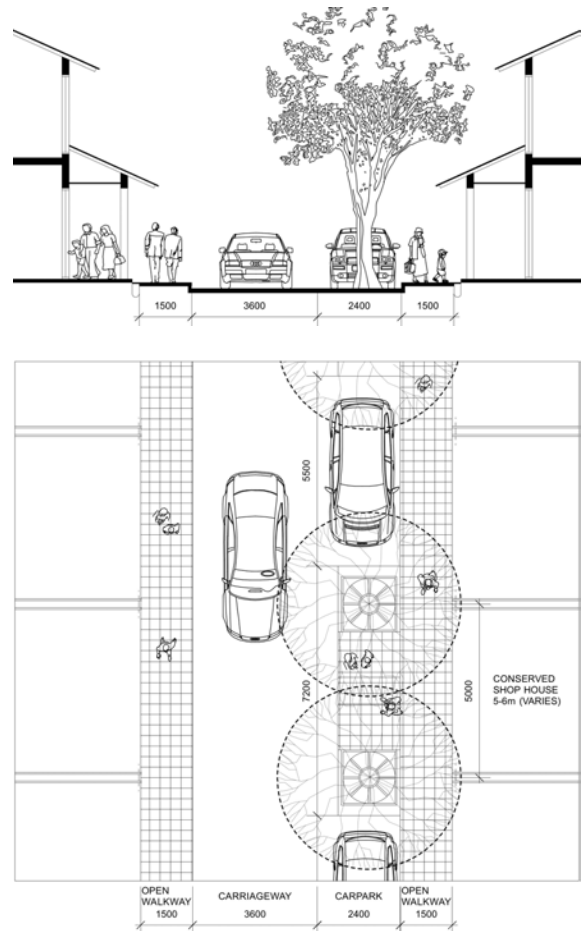 1500 3600 2400 1500
5500
7200
5000
CONSERVED
SHOP HOUSE
5-6m (VARIES)
OPEN
WALKWAY
1500
CARRIAGEWAY
3600
CARPARK
2400
OPEN
WALKWAY
1500